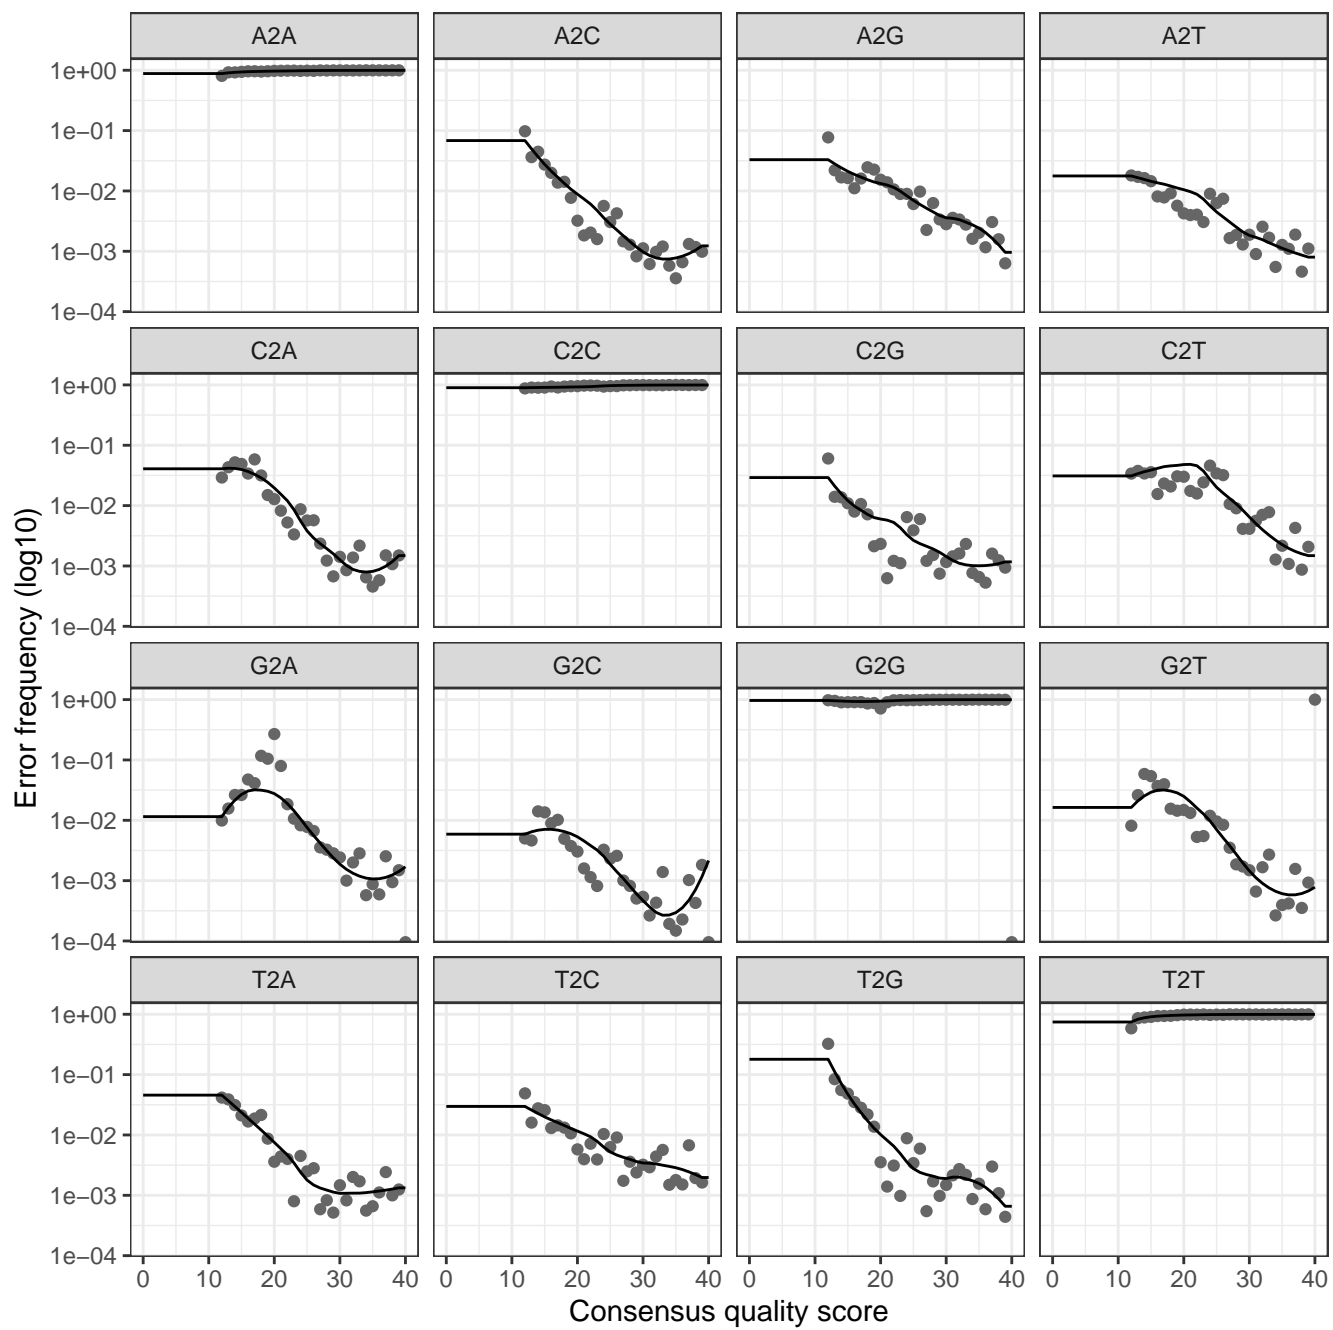 A2A A2C A2G A2T
1e+00
1e−01
1e−02
1e−03
1e−04
C2A C2C C2G C2T
1e+00
1e−01
1e−02
1e−03
1e−04
Error frequency (log10)
G2A G2C G2G G2T
1e+00
1e−01
1e−02
1e−03
1e−04
T2A T2C T2G T2T
1e+00
1e−01
1e−02
1e−03
1e−04
0 10 20 30 40 0 10 20 30 40 0 10 20 30 40 0 10 20 30 40
Consensus quality score